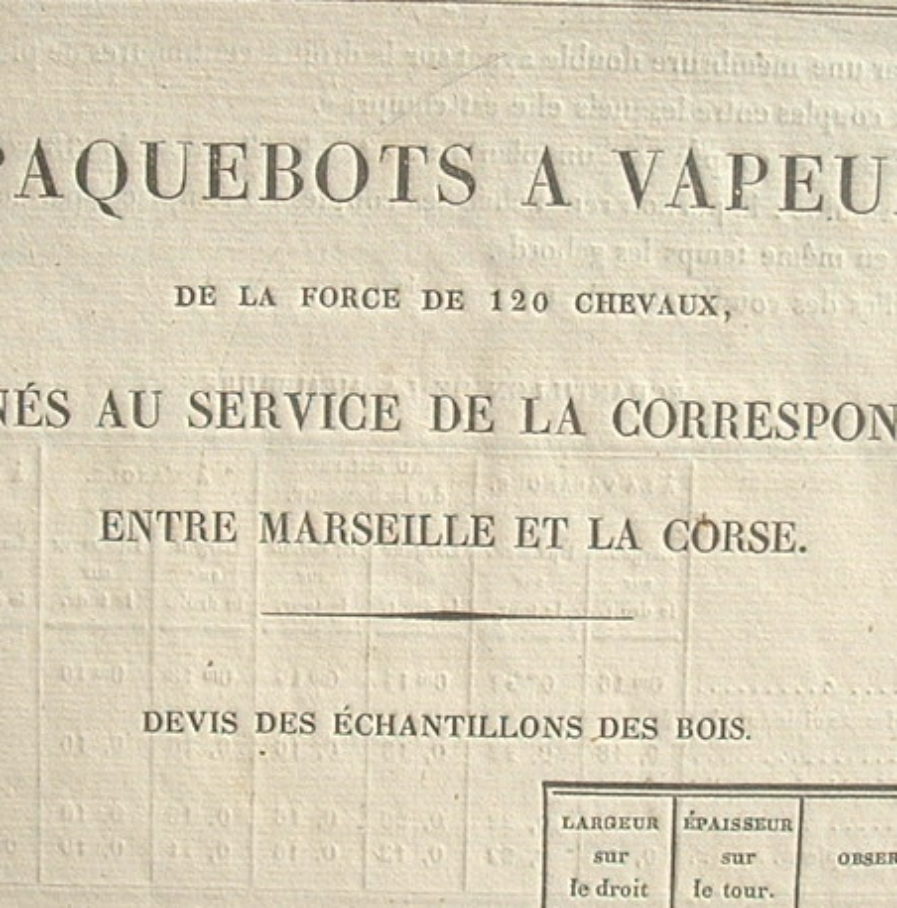 PAQUEBOTS A VAPEU
DE LA FORCE DE 120 CHEVAUX,
NÉS AU SERVICE DE LA CORRESPON
ENTRE MARSEILLE ET LA CORSE.
DEVIS DES ÉCHANTILLONS DES BOIS.
LARGEUR ÉPAISSEUR
sur sur OBSER
le droit le tour.